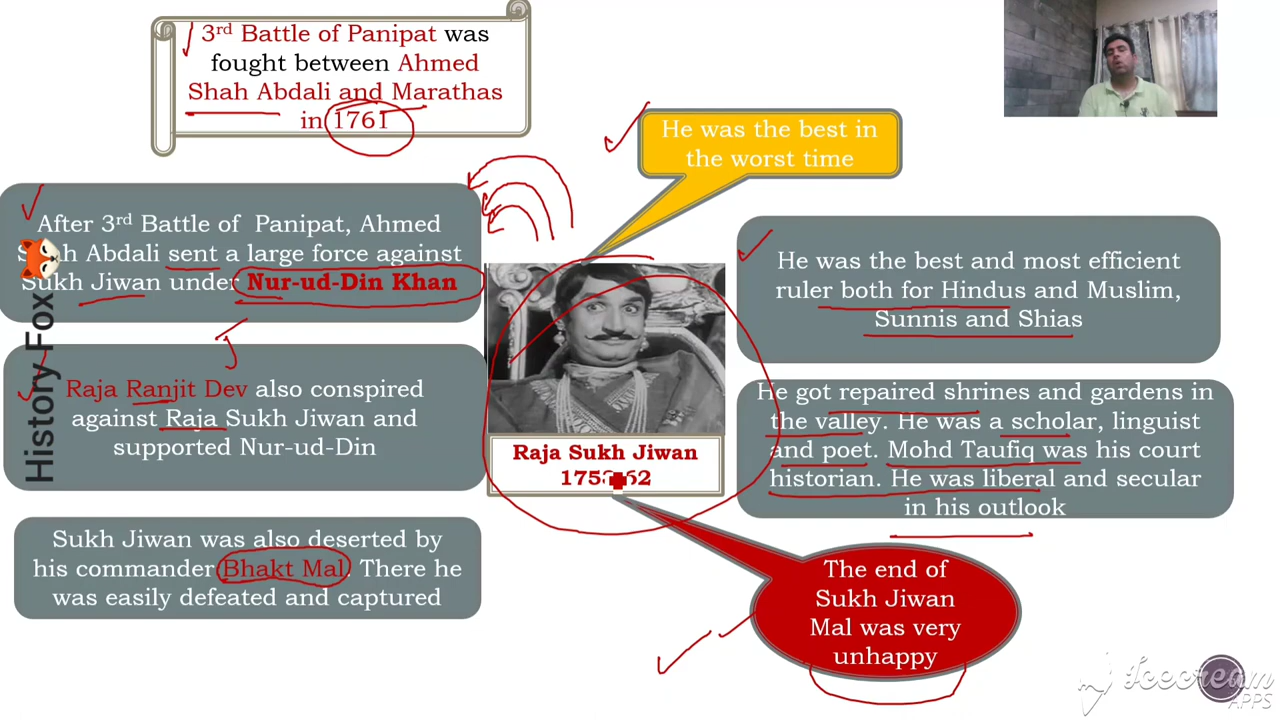 3rd Battle of Panipat was
fought between Ahmed
Shah Abdali and Marathas
in 1761
He was the best in
the worst time
After 3rd Battle of Panipat, Ahmed
Shah Abdali sent a large force against
Sukh Jiwan under Nur-ud-Din Khan
Raja Ranjit Dev also conspired
against Raja Sukh Jiwan and
supported Nur-ud-Din
Sukh Jiwan was also deserted by
his commander Bhakt Mal. There he
was easily defeated and captured
Raja Sukh Jiwan
62
He was the best and most efficient
ruler both for Hindus and Muslim,
Sunnis and Shias
He got repaired shrines and gardens in
the valley. He was a scholar, linguist
and poet. Mohd Taufiq was his court
historian. He was liberal and secular
in his outlook
The end of
Sukh Jiwan
Mal was very
unhappy
History Fox
Icecream
APPS